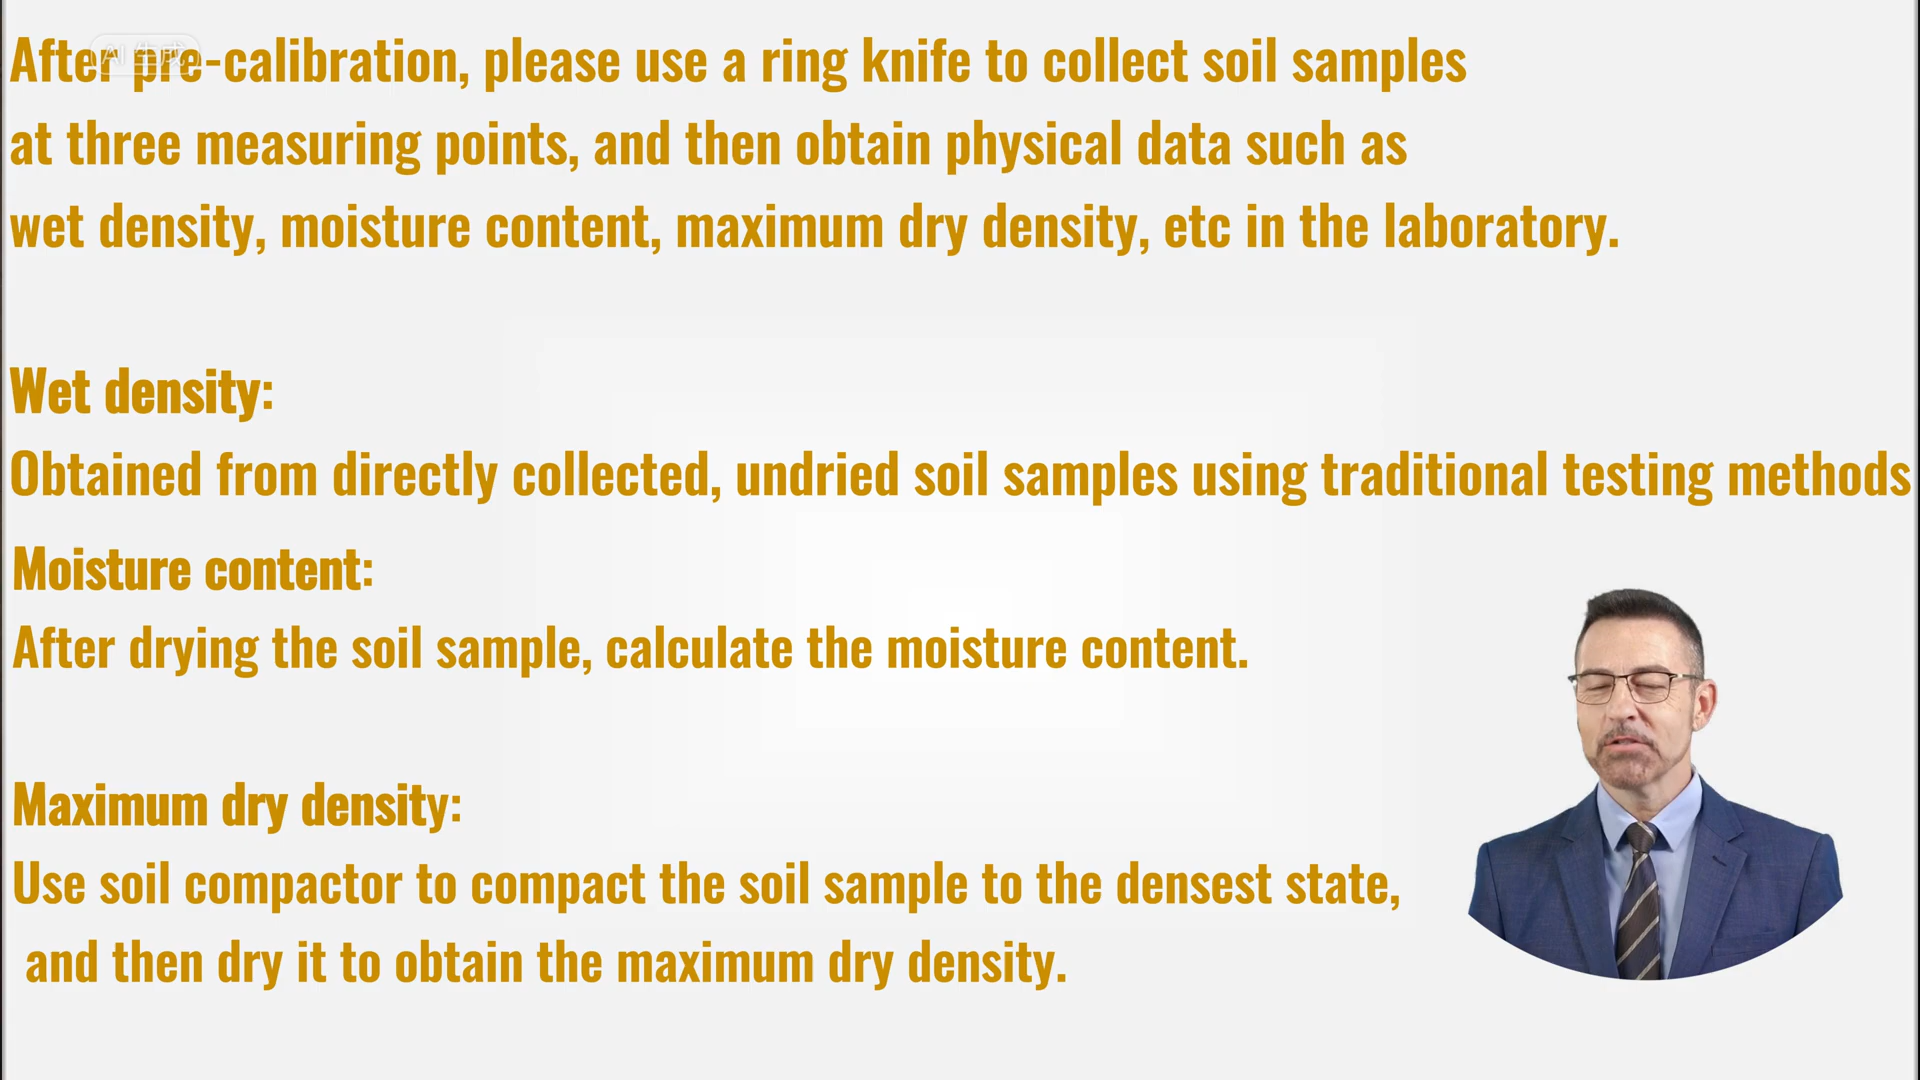 AI 生成
After pre-calibration, please use a ring knife to collect soil samples
at three measuring points, and then obtain physical data such as
wet density, moisture content, maximum dry density, etc in the laboratory.
Wet density:
Obtained from directly collected, undried soil samples using traditional testing methods
Moisture content:
After drying the soil sample, calculate the moisture content.
Maximum dry density:
Use soil compactor to compact the soil sample to the densest state,
and then dry it to obtain the maximum dry density.